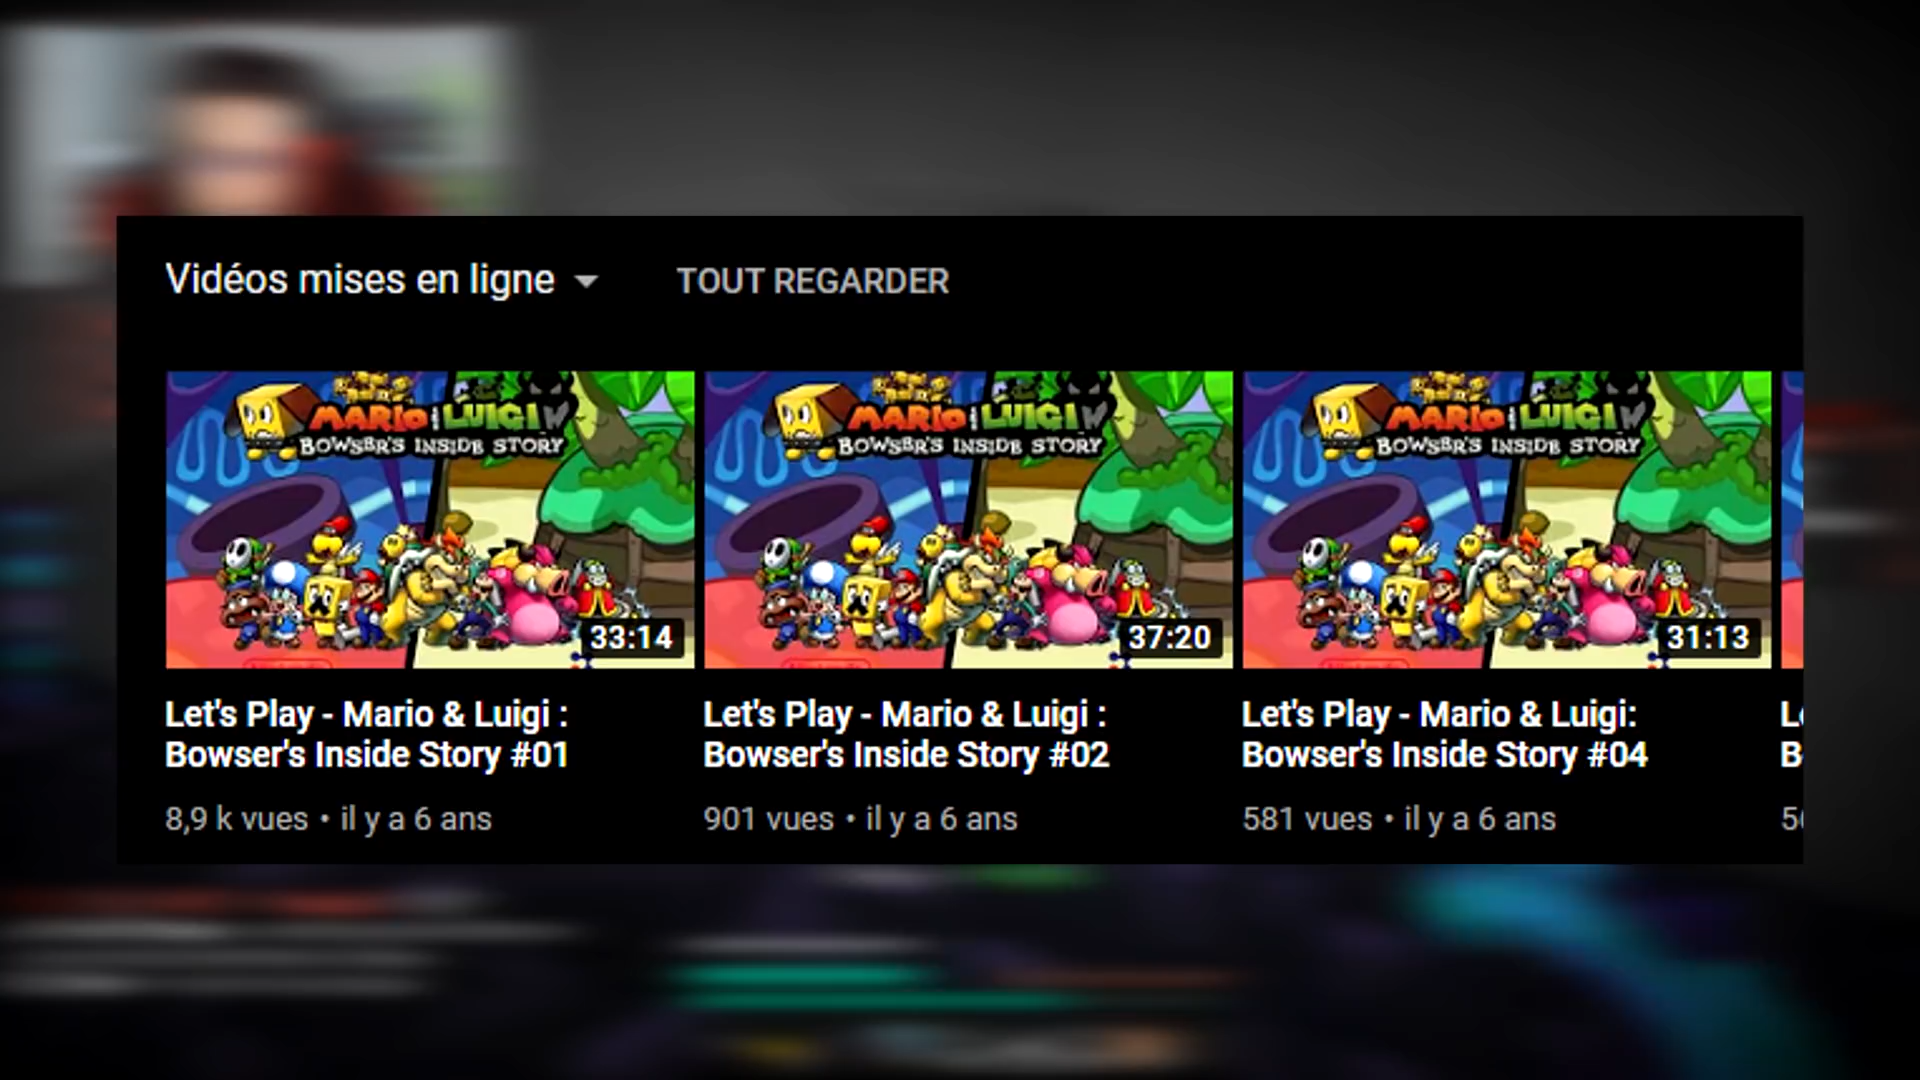 Vidéos mises en ligne TOUT REGARDER
MARIO & LUIGI MARIO & LUIGI MARIO & LUIGI
BOWSER'S INSIDE STORY BOWSER'S INSIDE STORY BOWSER'S INSIDE STORY
33:14 37:20 31:13
Let's Play - Mario & Luigi : Let's Play - Mario & Luigi : Let's Play - Mario & Luigi:
Bowser's Inside Story #01 Bowser's Inside Story #02 Bowser's Inside Story #04
8,9 k vues • il y a 6 ans 901 vues • il y a 6 ans 581 vues • il y a 6 ans